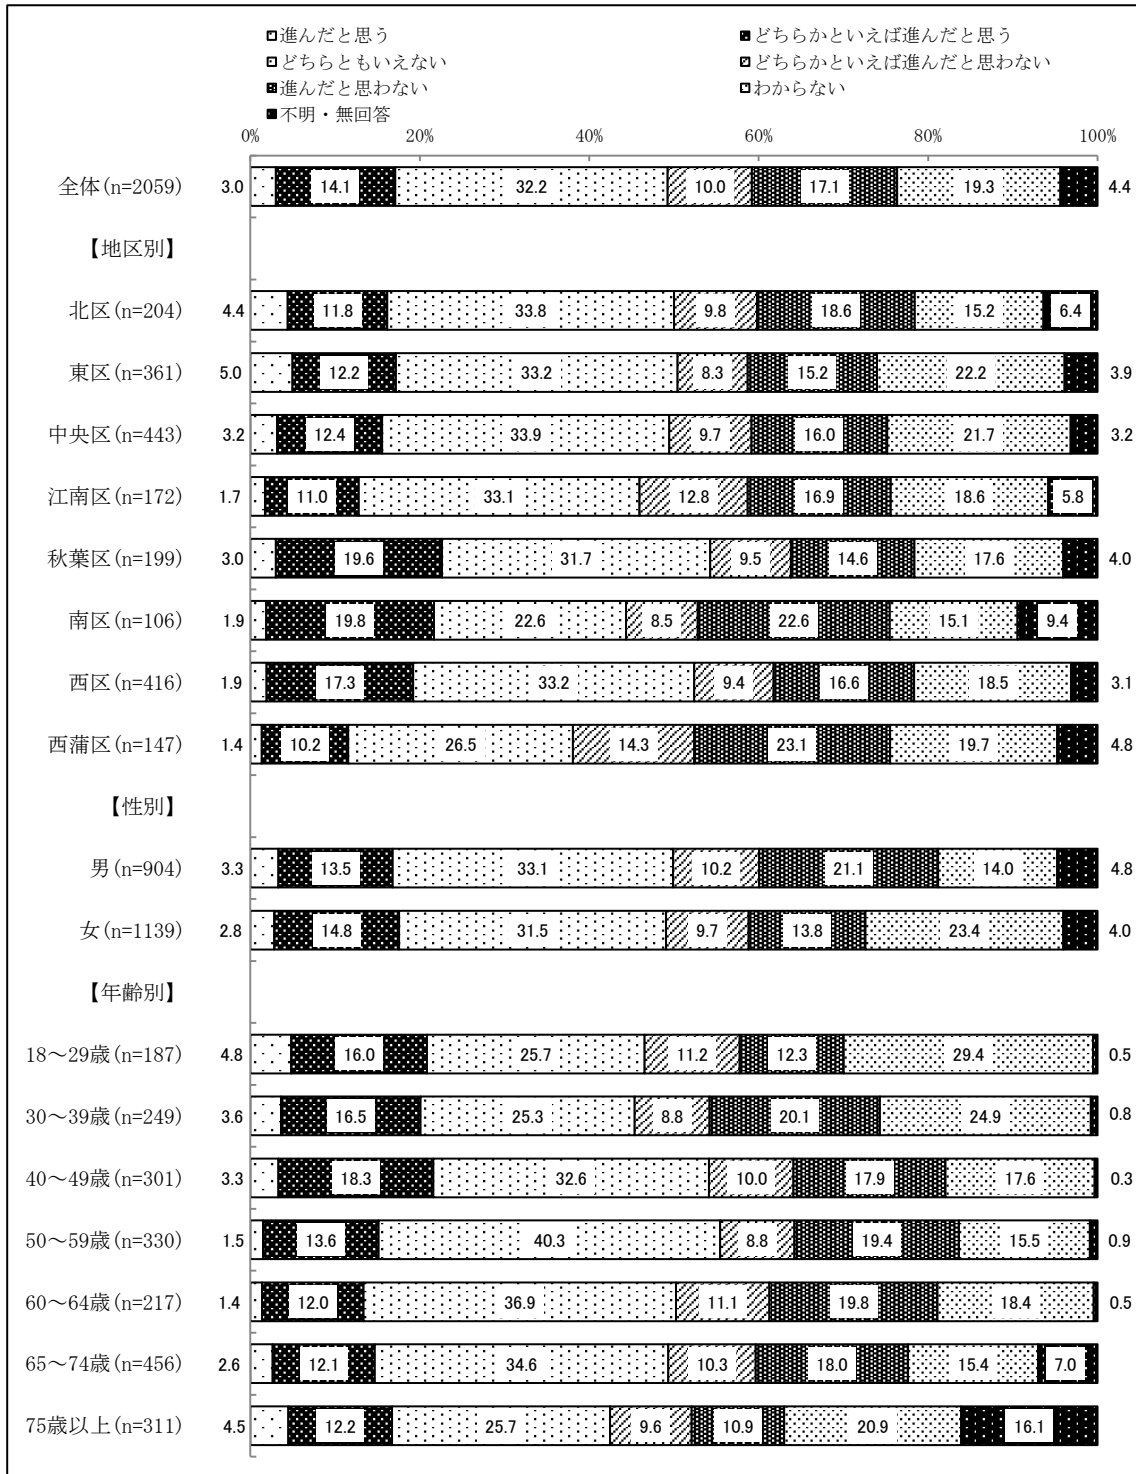 進んだと思う どちらかといえば進んだと思う
どちらともいえない どちらかといえば進んだと思わない
進んだと思わない わからない
不明・無回答
0% 20% 40% 60% 80% 100%
全体(n=2059) 3.0 14.1 32.2 10.0 17.1 19.3 4.4
【地区別】
北区(n=204) 4.4 11.8 33.8 9.8 18.6 15.2 6.4
東区(n=361) 5.0 12.2 33.2 8.3 15.2 22.2 3.9
中央区(n=443) 3.2 12.4 33.9 9.7 16.0 21.7 3.2
江南区(n=172) 1.7 11.0 33.1 12.8 16.9 18.6 5.8
秋葉区(n=199) 3.0 19.6 31.7 9.5 14.6 17.6 4.0
南区(n=106) 1.9 19.8 22.6 8.5 22.6 15.1 9.4
西区(n=416) 1.9 17.3 33.2 9.4 16.6 18.5 3.1
西蒲区(n=147) 1.4 10.2 26.5 14.3 23.1 19.7 4.8
【性別】
男(n=904) 3.3 13.5 33.1 10.2 21.1 14.0 4.8
女(n=1139) 2.8 14.8 31.5 9.7 13.8 23.4 4.0
【年齢別】
18～29歳(n=187) 4.8 16.0 25.7 11.2 12.3 29.4 0.5
30～39歳(n=249) 3.6 16.5 25.3 8.8 20.1 24.9 0.8
40～49歳(n=301) 3.3 18.3 32.6 10.0 17.9 17.6 0.3
50～59歳(n=330) 1.5 13.6 40.3 8.8 19.4 15.5 0.9
60～64歳(n=217) 1.4 12.0 36.9 11.1 19.8 18.4 0.5
65～74歳(n=456) 2.6 12.1 34.6 10.3 18.0 15.4 7.0
75歳以上(n=311) 4.5 12.2 25.7 9.6 10.9 20.9 16.1